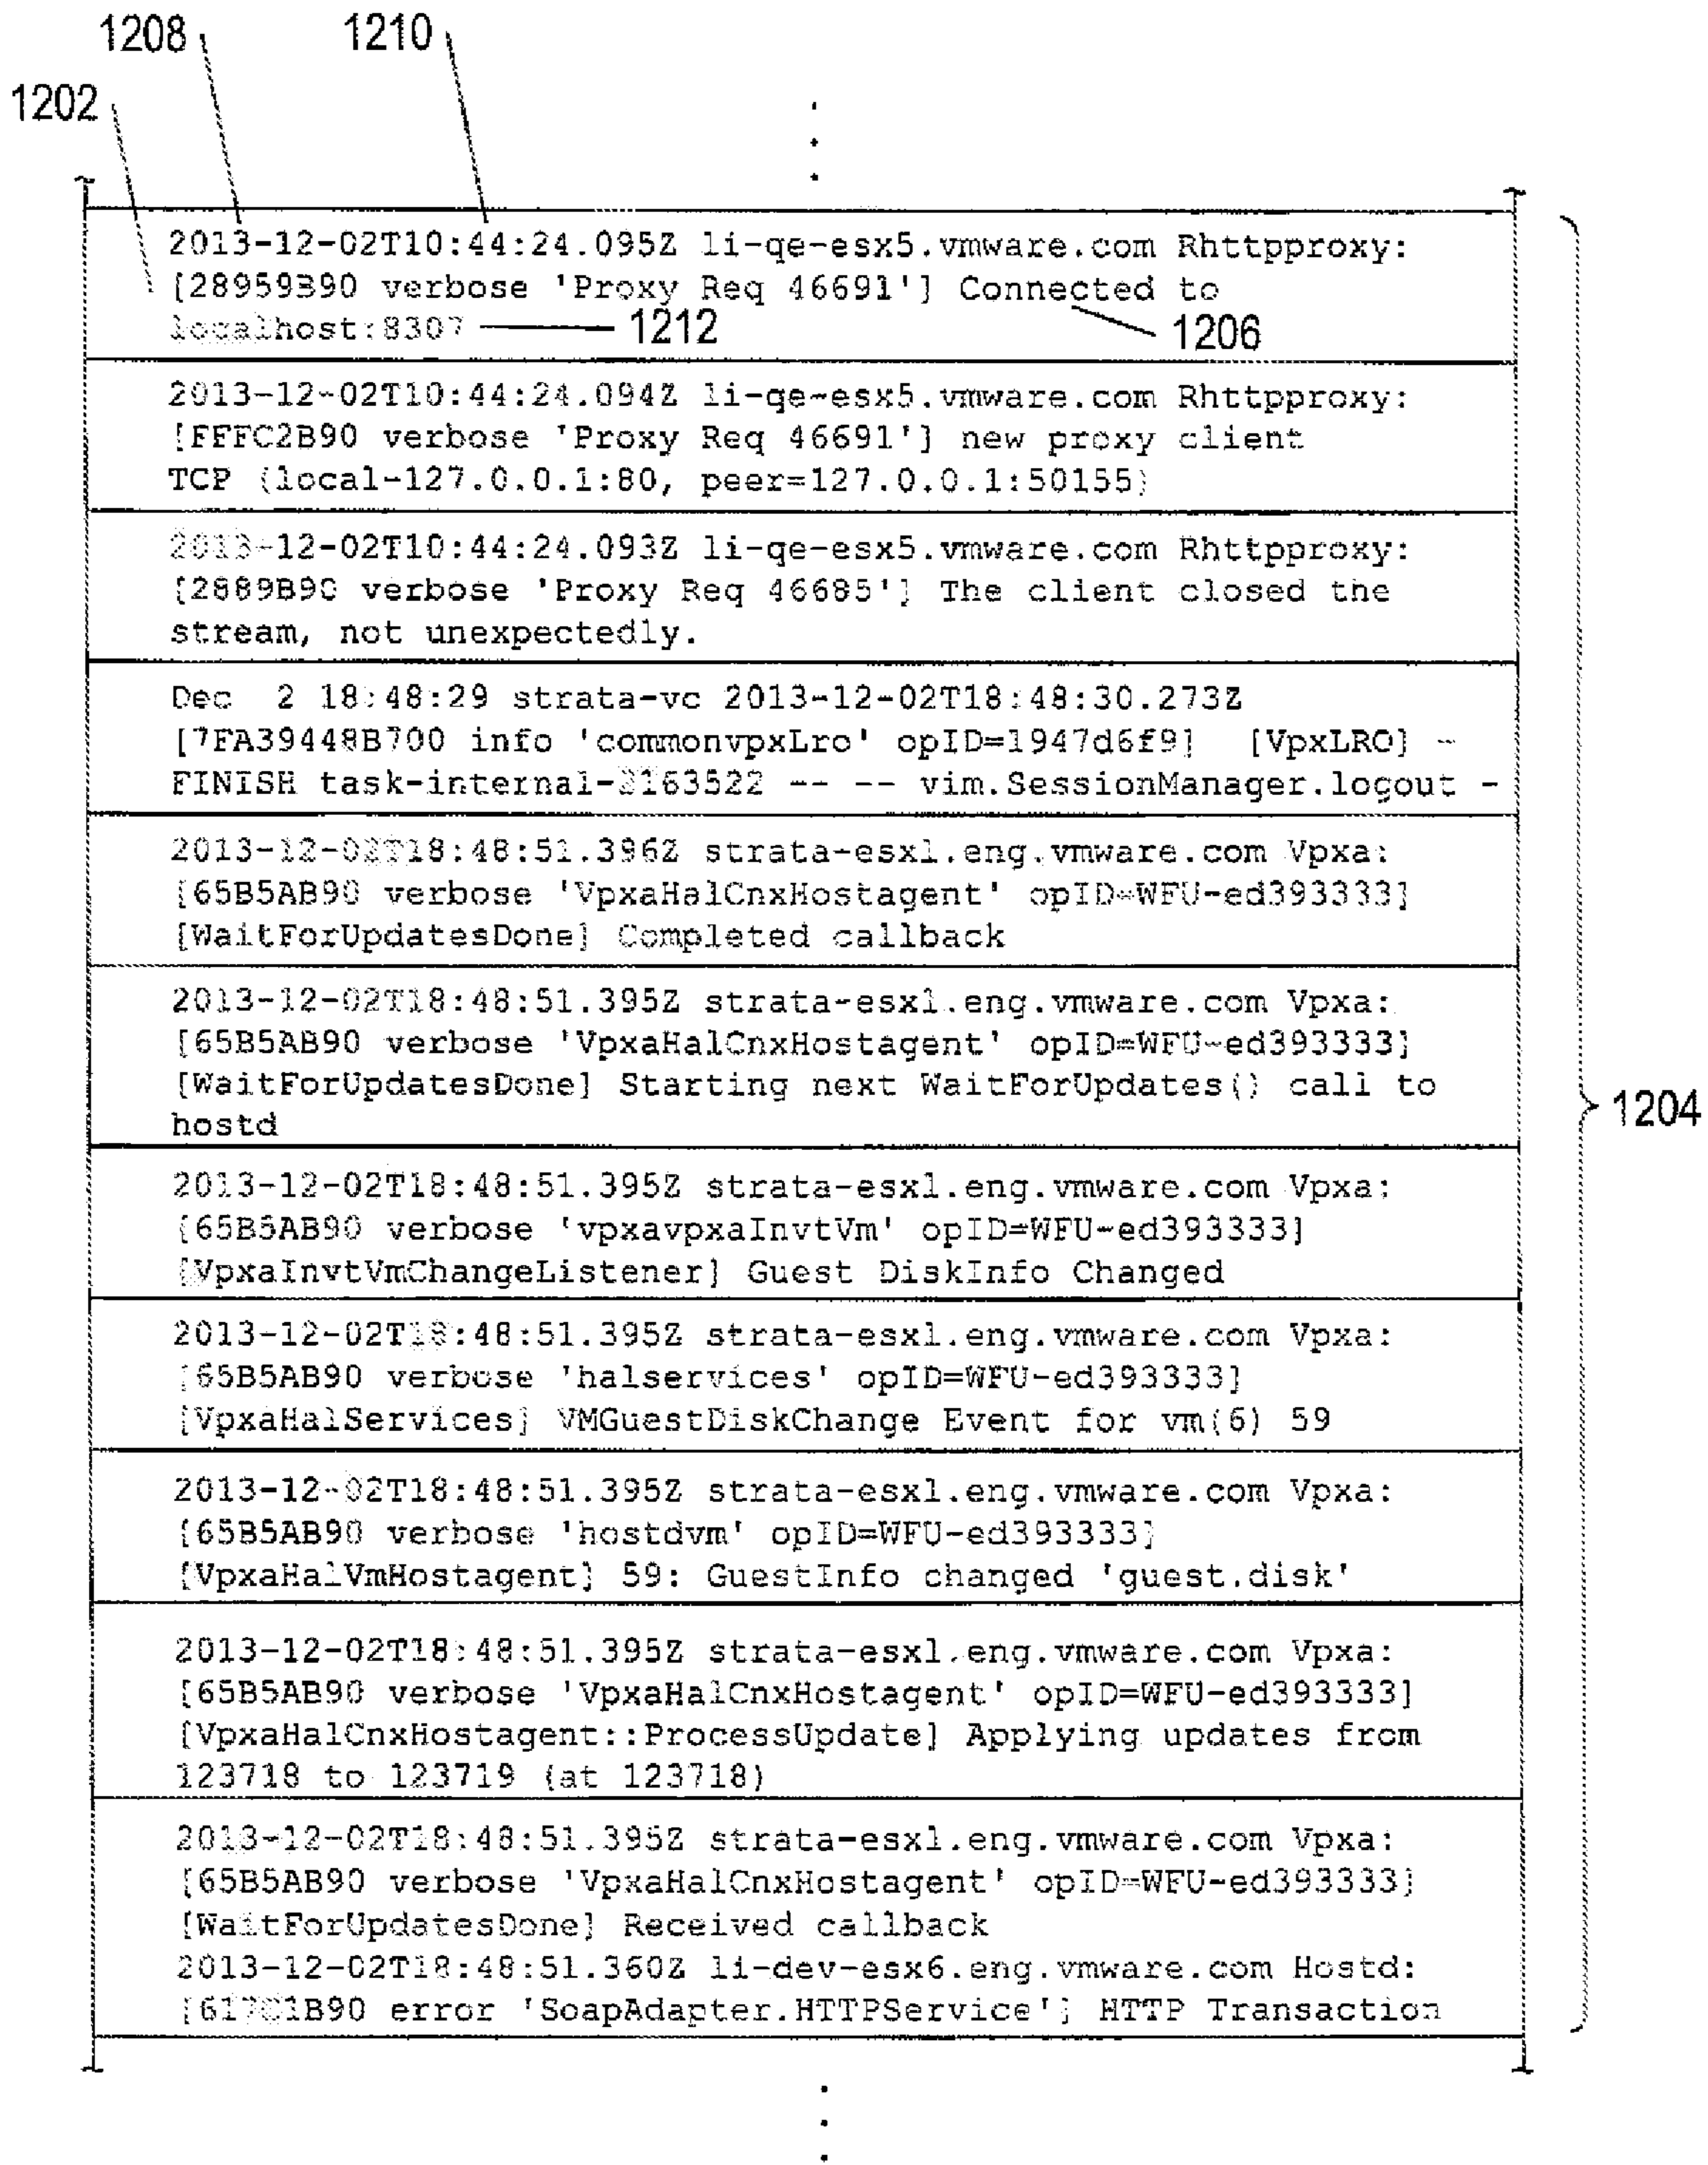 1208 1210
1202
2013-12-02T10:44:24.095Z li-qe-esx5.vmware.com Rhttpproxy:
[28959B90 verbose 'Proxy Req 46691'] Connected to
localhost:8307 1212 1206
2013-12-02T10:44:24.094Z li-qe-esx5.vmware.com Rhttpproxy:
[FFFC2B90 verbose 'Proxy Req 46691'] new proxy client
TCP (local-127.0.0.1:80, peer=127.0.0.1:50155)
2013-12-02T10:44:24.093Z li-qe-esx5.vmware.com Rhttpproxy:
[2889B90 verbose 'Proxy Req 46685'] The client closed the
stream, not unexpectedly.
Dec 2 18:48:29 strata-vc 2013-12-02T18:48:30.273Z
[7FA39448B700 info 'commonvpxLro' opID=1947d6f9] [VpxLRO] -
FINISH task-internal-2163522 -- -- vim.SessionManager.logout -
2013-12-02T18:48:51.396Z strata-esxl.eng.vmware.com Vpxa:
[65B5AB90 verbose 'VpxaHalCnxHostagent' opID=WFU-ed393333]
[WaitForUpdatesDone] Completed callback
2013-12-02T18:48:51.395Z strata-esxl.eng.vmware.com Vpxa:
[65B5AB90 verbose 'VpxaHalCnxHostagent' opID=WFU-ed393333]
[WaitForUpdatesDone] Starting next WaitForUpdates() call to
hostd
1204
2013-12-02T18:48:51.395Z strata-esxl.eng.vmware.com Vpxa:
[65B5AB90 verbose 'vpxavpxaInvtVm' opID=WFU-ed393333]
[VpxaInvtVmChangeListener] Guest DiskInfo Changed
2013-12-02T18:48:51.395Z strata-esxl.eng.vmware.com Vpxa:
[65B5AB90 verbose 'halservices' opID=WFU-ed393333]
[VpxaHalServices] VMGuestDiskChange Event for vm(6) 59
2013-12-02T18:48:51.395Z strata-esxl.eng.vmware.com Vpxa:
[65B5AB90 verbose 'hostdvm' opID=WFU-ed393333]
[VpxaHalVmHostagent] 59: GuestInfo changed 'guest.disk'
2013-12-02T18:48:51.395Z strata-esxl.eng.vmware.com Vpxa:
[65B5AB90 verbose 'VpxaHalCnxHostagent' opID=WFU-ed393333]
[VpxaHalCnxHostagent::ProcessUpdate] Applying updates from
123718 to 123719 (at 123718)
2013-12-02T18:48:51.395Z strata-esxl.eng.vmware.com Vpxa:
[65B5AB90 verbose 'VpxaHalCnxHostagent' opID=WFU-ed393333]
[WaitForUpdatesDone] Received callback
2013-12-02T18:48:51.360Z li-dev-esx6.eng.vmware.com Hostd:
error 'SoapAdapter.HTTPService'] HTTP Transaction